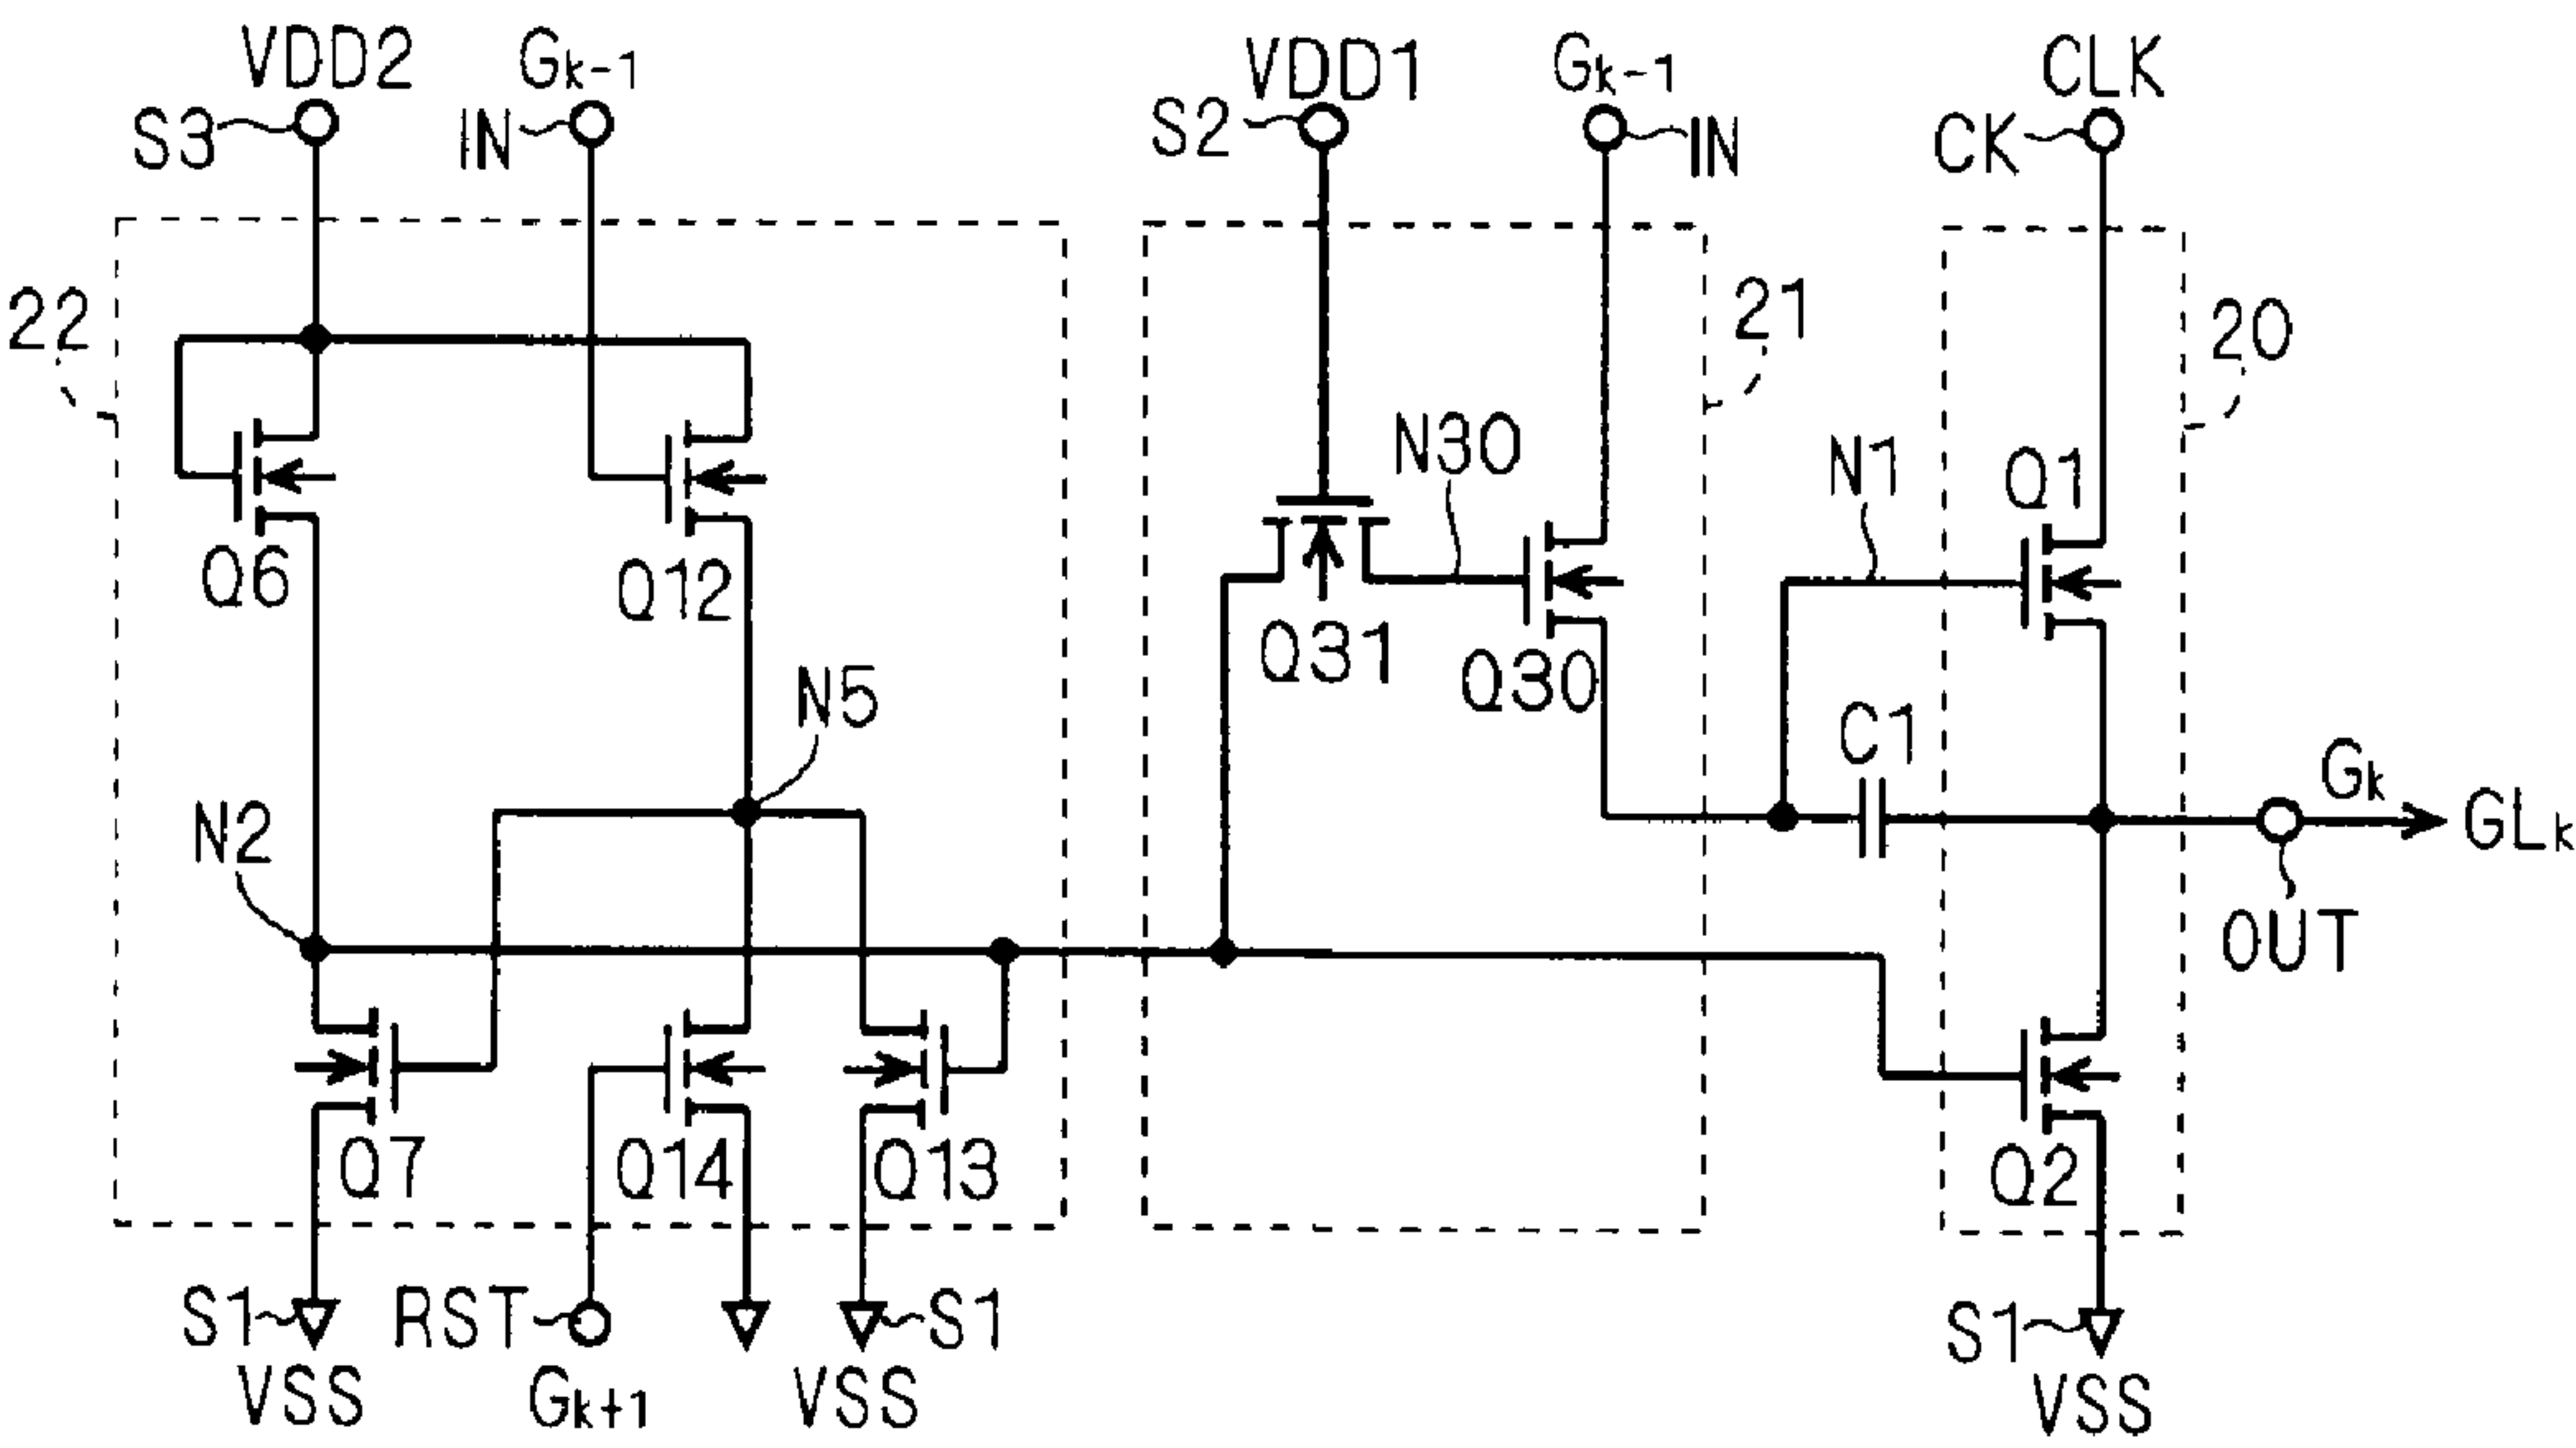 VDD2
Gk-1
VDD1
Gk-1
CLK
S3
IN
S2
IN
CK
22
21
20
N30
N1
Q1
Q6
Q12
Q31
Q30
N5
C1
Gk
GLk
N2
OUT
Q7
Q14
Q13
Q2
S1
RST
S1
S1
VSS
Gk+1
VSS
VSS